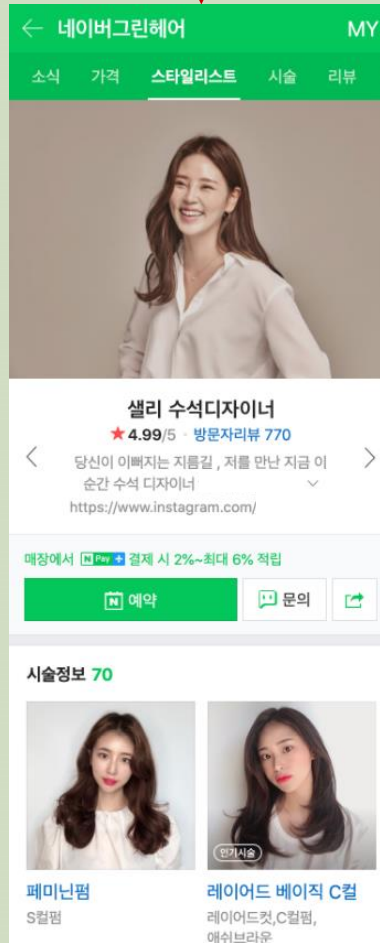 네이버그린헤어 MY
소식 가격 스타일리스트 시술 리뷰
샐리 수석디자이너
★4.99/5 · 방문자리뷰 770
당신이 이뻐지는 지름길 , 저를 만난 지금 이
순간 수석 디자이너
https://www.instagram.com/
매장에서 N Pay + 결제 시 2%~최대 6% 적립
N 예약 문의
시술정보 70
인기시술
페미닌펌 레이어드 베이직 C컬
S컬펌 레이어드컷,C컬펌,
애쉬브라운